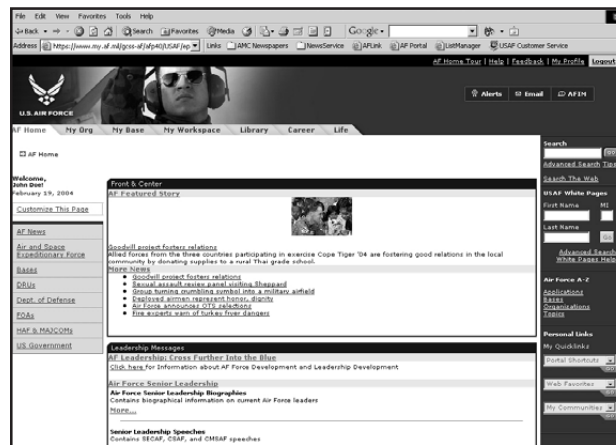 File Edit View Favorites Tools Help
Back Search Favorites Media Google
Address https://www.my.af.mil/gcss-af/afp40/USAF/ep Links AMC Newspapers NewsService AFLink AF Portal ListManager USAF Customer Service
AF Home Tour | Help | Feedback | My Profile Logout
U.S. AIR FORCE
Alerts Email AFIM
AF Home My Org My Base My Workspace Library Career Life
AF Home
Welcome,
John Doe!
February 19, 2004
Customize This Page
AF News
Air and Space
Expeditionary Force
Bases
DRUs
Dept. of Defense
FOAs
HAF & MAJCOMs
US Government
Front & Center
AF Featured Story
Goodwill project fosters relations
Allied forces from the three countries participating in exercise Cope Tiger '04 are fostering good relations in the local
community by donating supplies to a rural Thai grade school.
More News
Goodwill project fosters relations
Sexual assault review panel visiting Sheppard
Group turning crumbling symbol into a military airfield
Deployed airmen represent honor, dignity
Air Force announces OTS selections
Fire experts warn of turkey fryer dangers
Leadership Messages
AF Leadership: Cross Further Into the Blue
Click here for Information about AF Force Development and Leadership Development
Air Force Senior Leadership
Air Force Senior Leadership Biographies
Contains biographical information on current Air Force leaders
More...
Senior Leadership Speeches
Contains SECAF, CSAF, and CMSAF speeches
Search
GO
Advanced Search Tips
Search The Web
USAF White Pages
First Name MI
Last Name
Go
Advanced Search
White Pages Help
Air Force A-Z
Applications
Bases
Organizations
Topics
Personal Links
My Quicklinks
Portal Shortcuts
GO
Web Favorites
GO
My Communities
GO